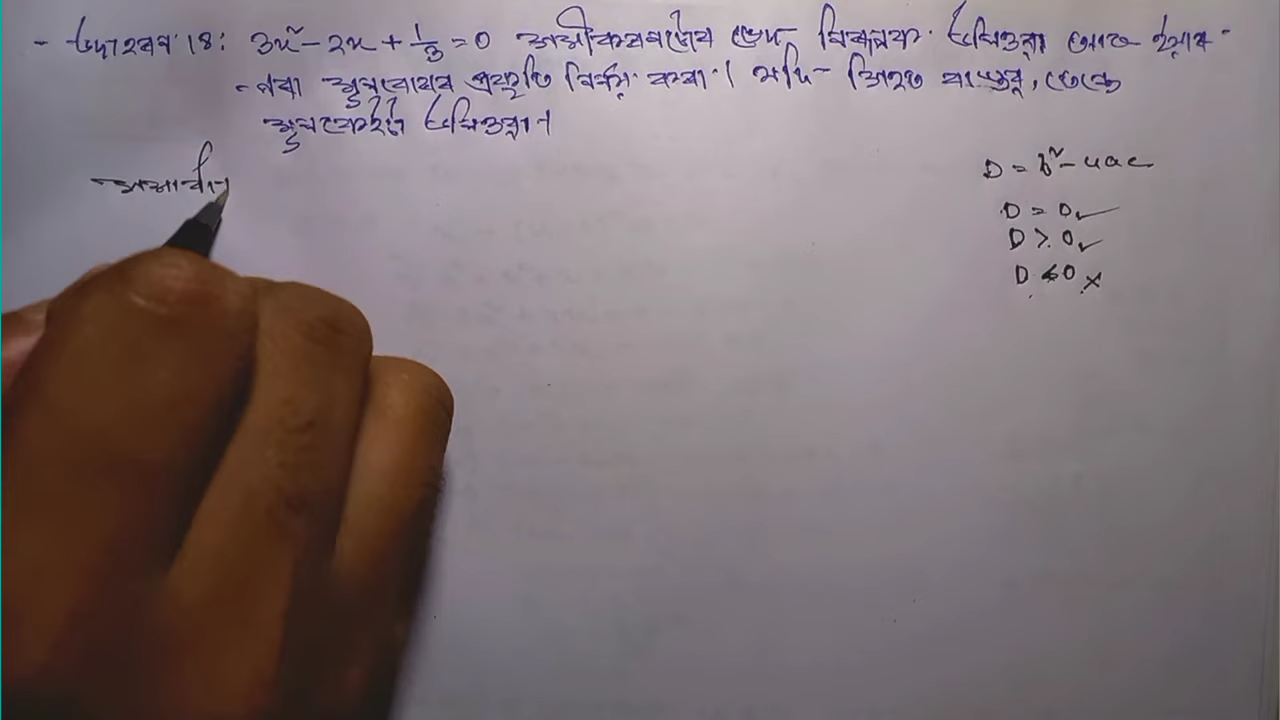 - উদাহৰণ 18: 3x² - 2x + 1/3 = 0 সমীকৰণটোৰ ভেদ নিৰূপক উলিওৱা আৰু ইয়াৰ
- পৰা মূলবোৰৰ প্ৰকৃতি নিৰ্ণয় কৰা। যদি সিহঁত বাস্তৱ, তেন্তে
মূলকেইটা উলিওৱা।
সমাধান
D = b² - 4ac
D = 0 ✓
D > 0 ✓
D < 0 ×